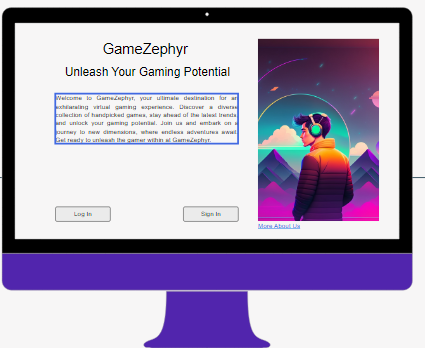 GameZephyr
Unleash Your Gaming Potential
Welcome to GameZephyr, your ultimate destination for an
exhilarating virtual gaming experience. Discover a diverse
collection of handpicked games, stay ahead of the latest trends,
and unlock your gaming potential. Join us and embark on a
journey to new dimensions, where endless adventures await.
Get ready to unleash the gamer within at GameZephyr.
Log In
Sign In
More About Us